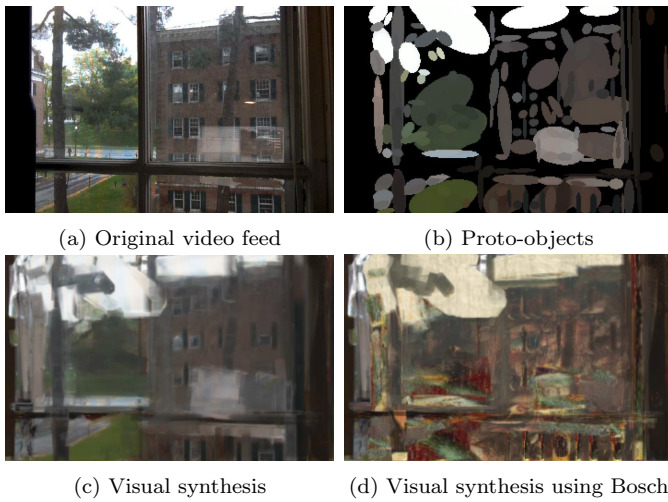 (a) Original video feed
(b) Proto-objects
(c) Visual synthesis
(d) Visual synthesis using Bosch